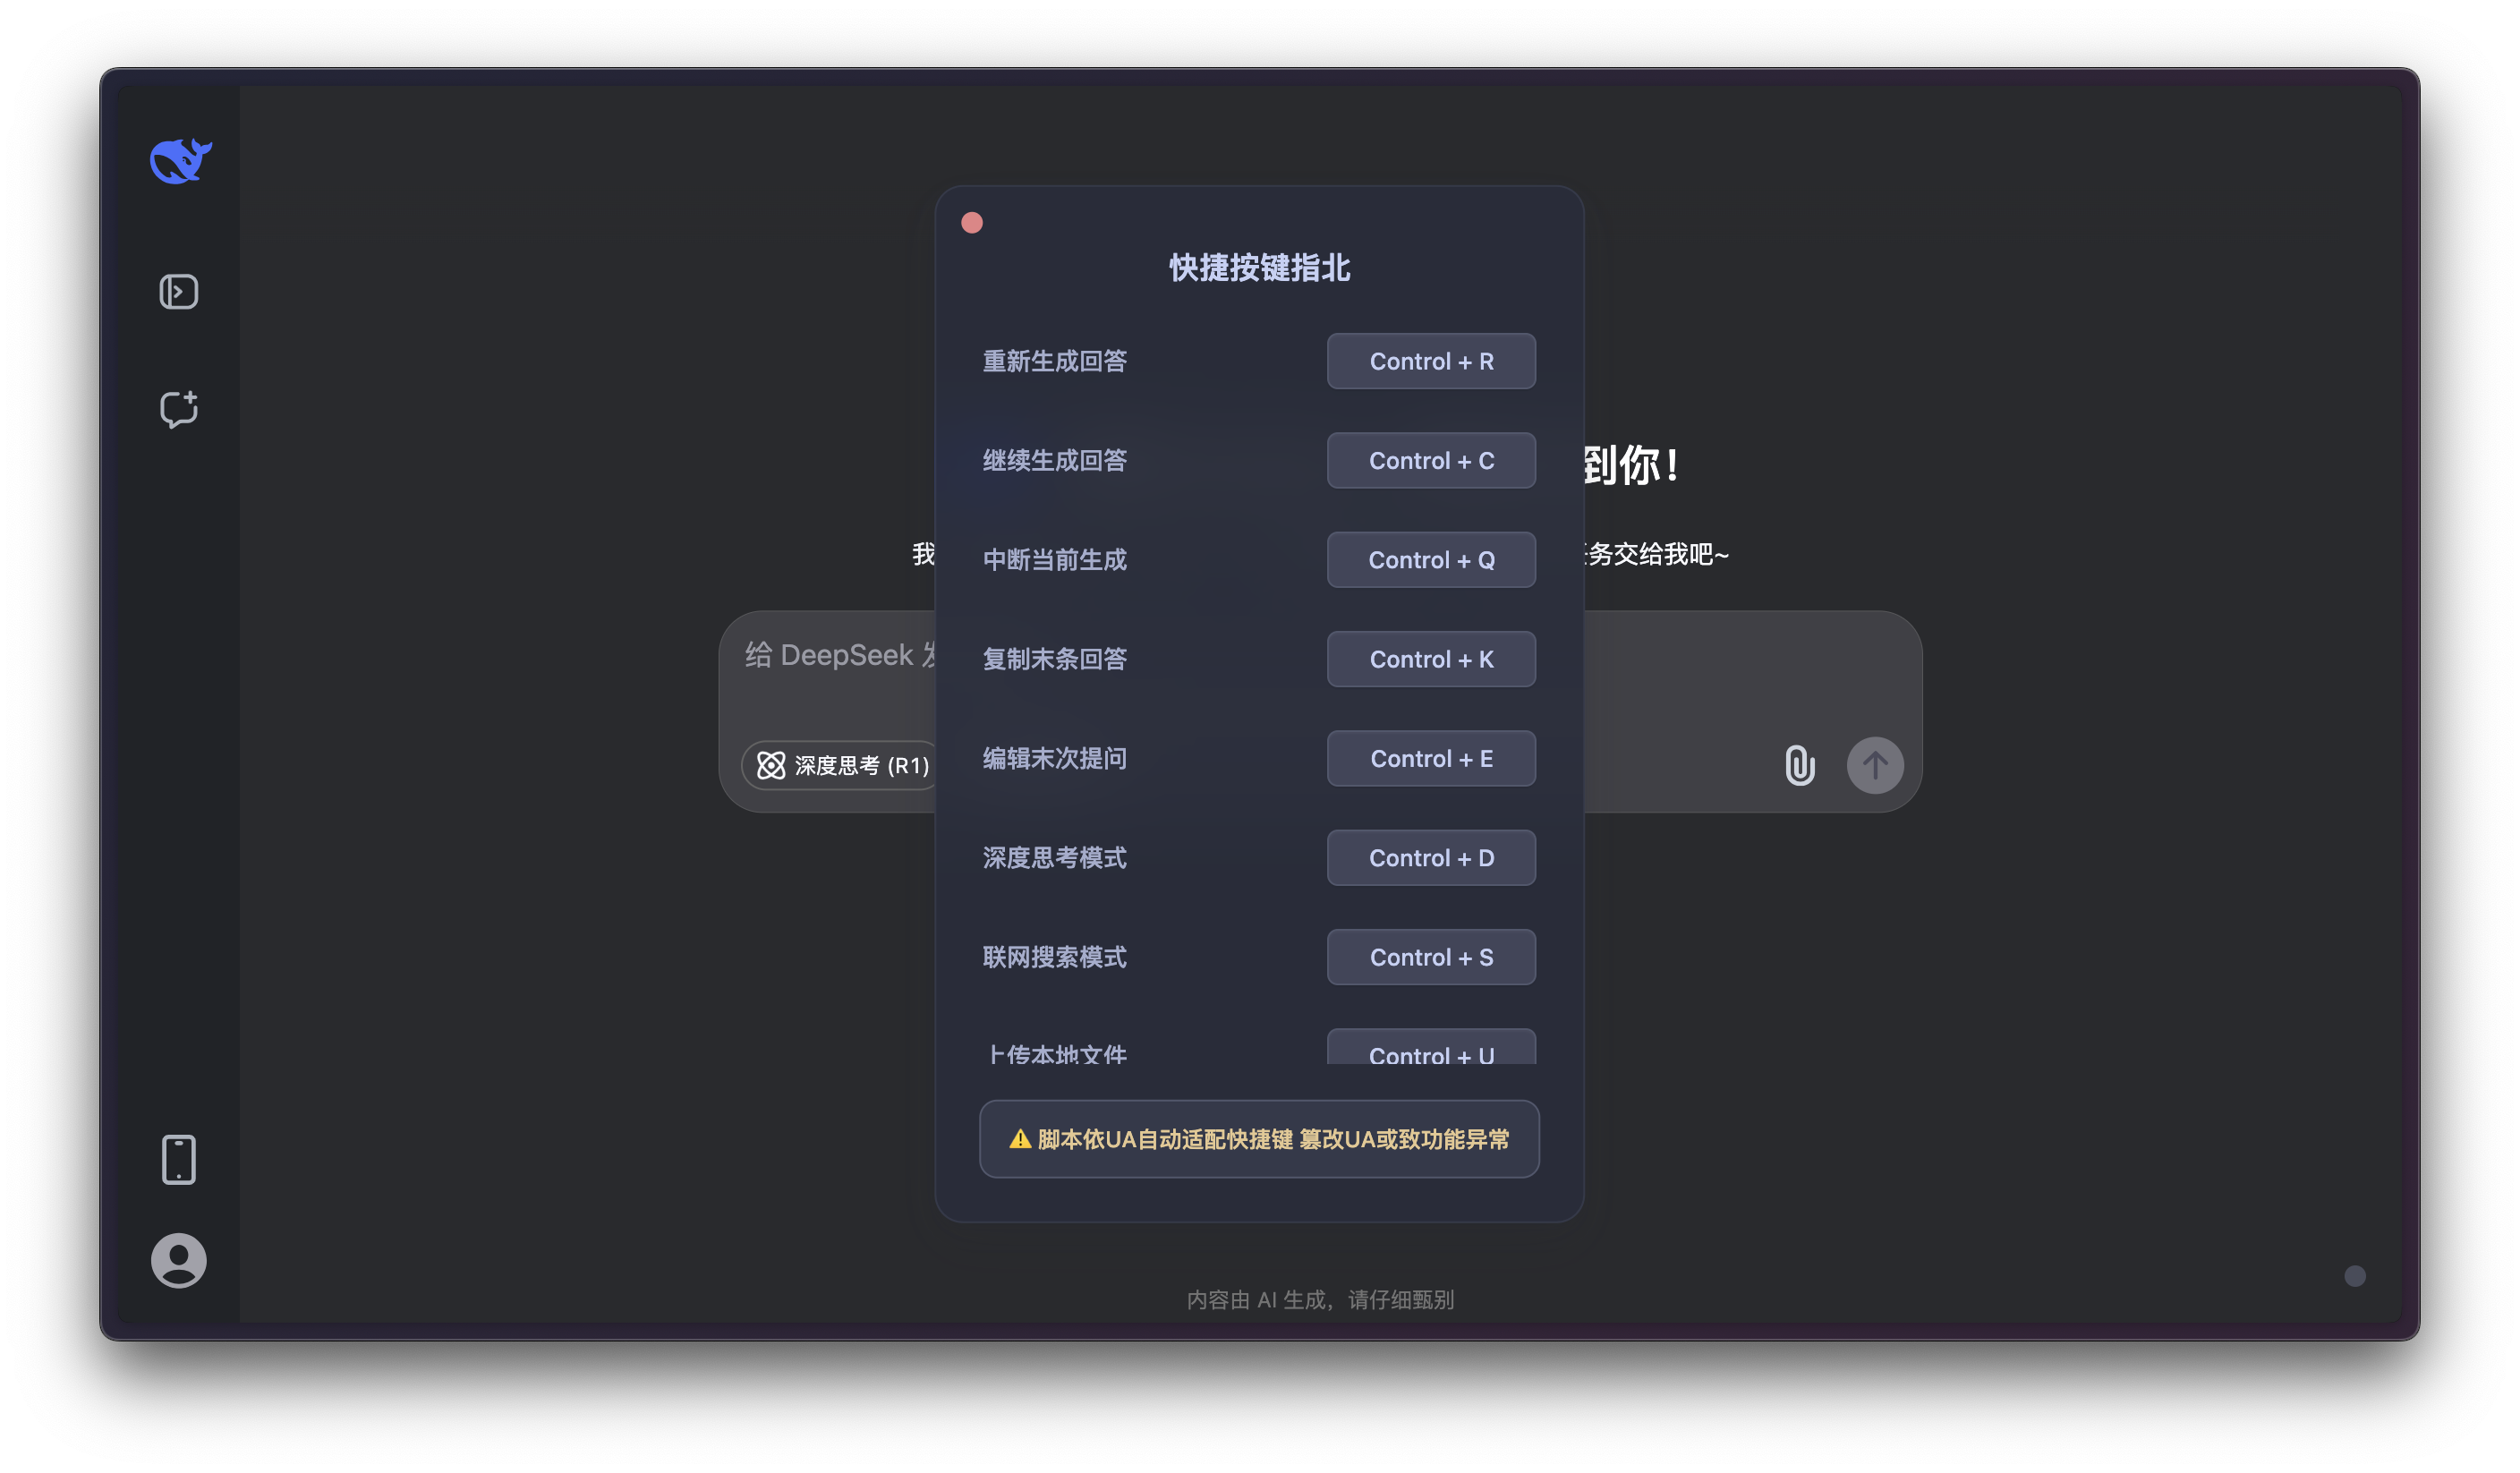 快捷按键指北
重新生成回答 Control + R
继续生成回答 Control + C
到你！
中断当前生成 Control + Q
我 务交给我吧~
给 DeepSeek
复制末条回答 Control + K
编辑末次提问 Control + E
深度思考 (R1)
深度思考模式 Control + D
联网搜索模式 Control + S
上传本地文件 Control + U
⚠️ 脚本依UA自动适配快捷键 篡改UA或致功能异常
内容由 AI 生成，请仔细甄别